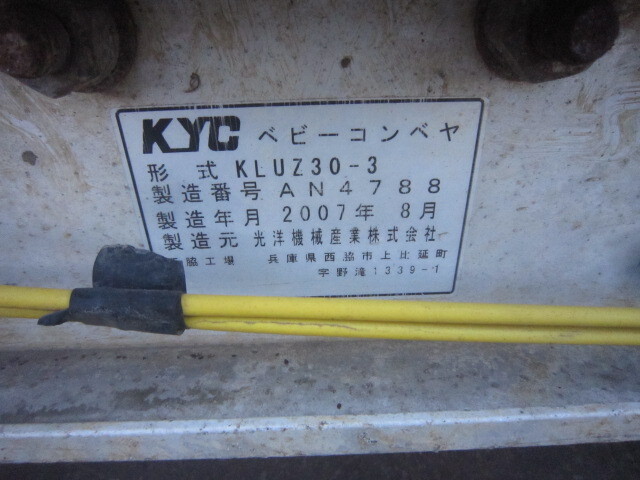 KYC ベビーコンベヤ
形 式 KLUZ30-3
製造番号 AN4788
製造年月 2007年 8月
製造元 光洋機械産業株式会社
脇工場 兵庫県西脇市上比延町
字野滝1339-1